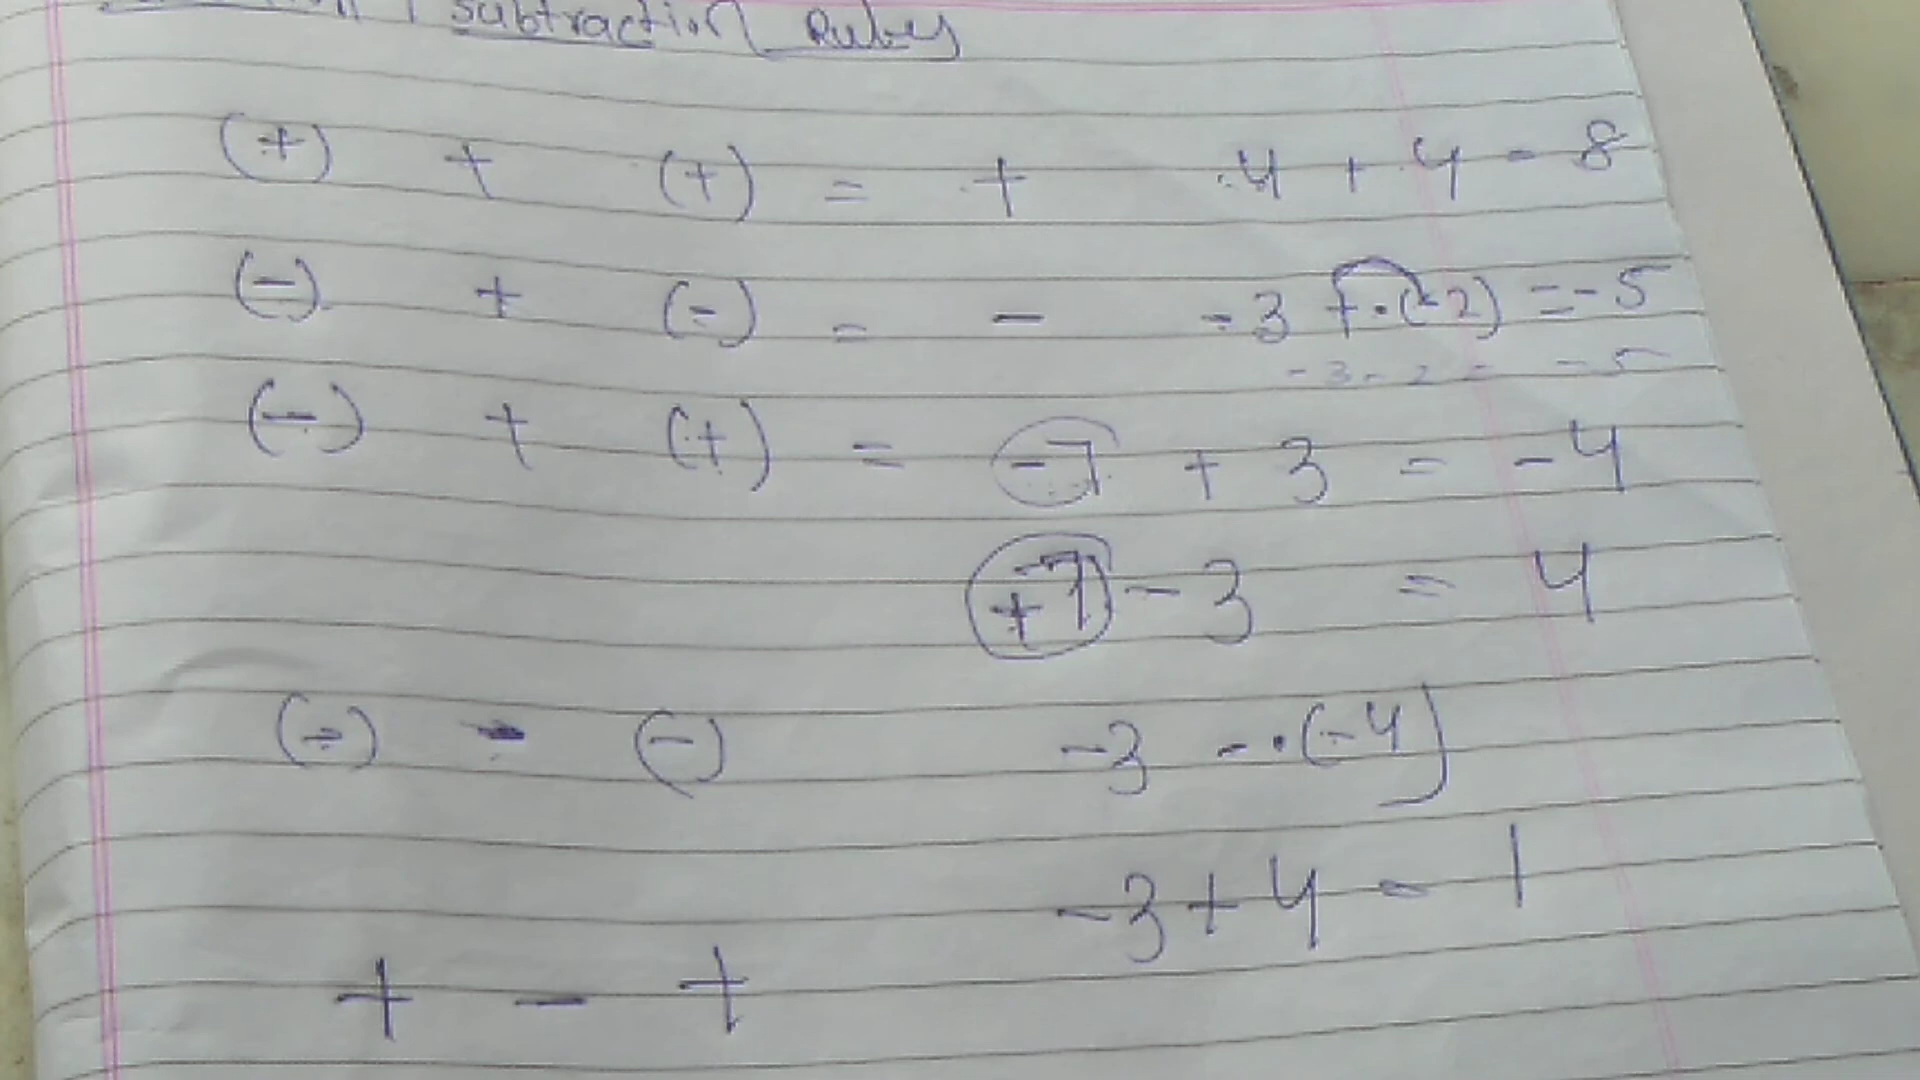 subtraction Rules
(+) + (+) = + 4 + 4 = 8
(-) + (-) = - -3 + (-2) = -5
-3 - 2 = -5
(-) + (+) = -7 + 3 = -4
+7 - 3 = 4
(-) - (-) -3 - (-4)
-3 + 4 = 1
+ - +